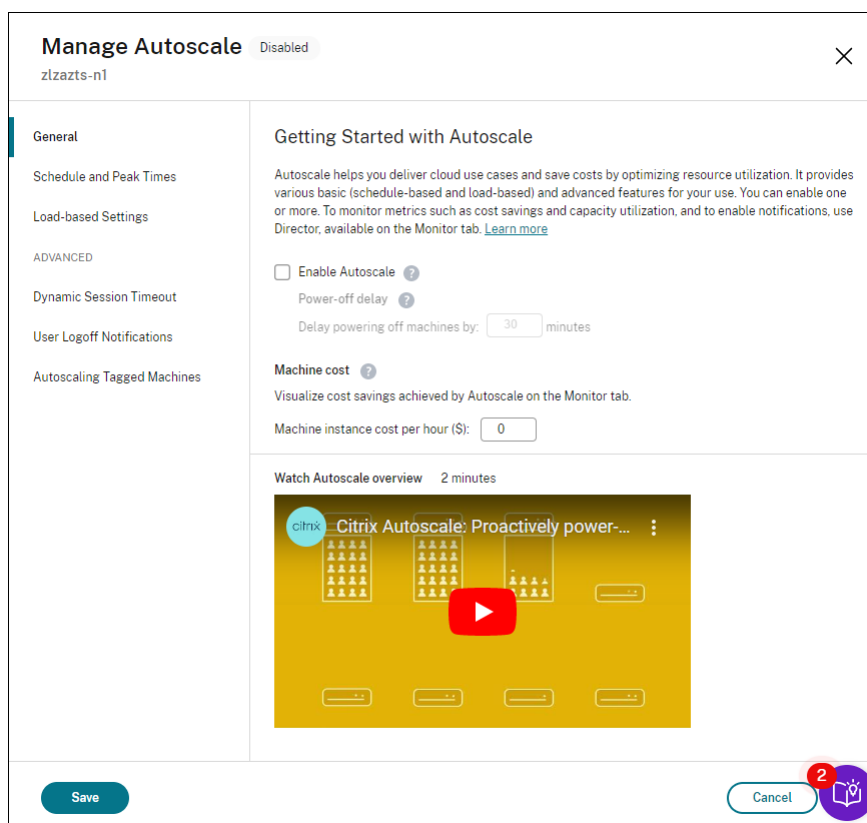 Manage Autoscale Disabled
zlzazts-n1
General
Schedule and Peak Times
Load-based Settings
ADVANCED
Dynamic Session Timeout
User Logoff Notifications
Autoscaling Tagged Machines
Getting Started with Autoscale
Autoscale helps you deliver cloud use cases and save costs by optimizing resource utilization. It provides
various basic (schedule-based and load-based) and advanced features for your use. You can enable one
or more. To monitor metrics such as cost savings and capacity utilization, and to enable notifications, use
Director, available on the Monitor tab. Learn more
Enable Autoscale ?
Power-off delay ?
Delay powering off machines by: 30 minutes
Machine cost ?
Visualize cost savings achieved by Autoscale on the Monitor tab.
Machine instance cost per hour ($): 0
Watch Autoscale overview 2 minutes
citrix Citrix Autoscale: Proactively power-...
Save
Cancel
2